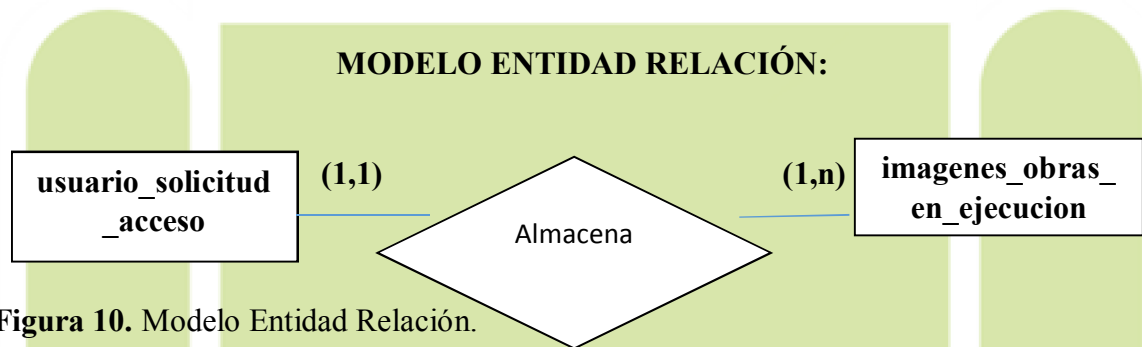 MODELO ENTIDAD RELACIÓN:
usuario_solicitud
_acceso
(1,1)
Almacena
(1,n)
imagenes_obras_
en_ejecucion
Figura 10. Modelo Entidad Relación.